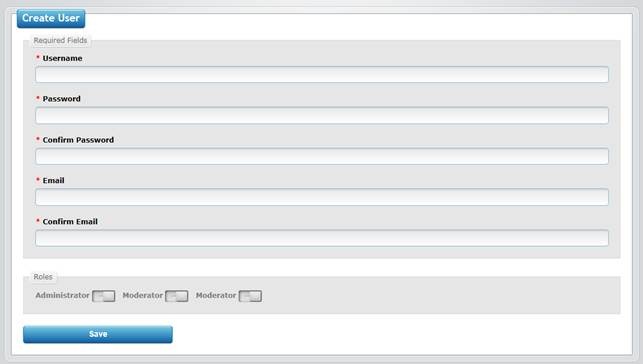 Create User
Required Fields
* Username
* Password
* Confirm Password
* Email
* Confirm Email
Roles
Administrator Moderator Moderator
Save